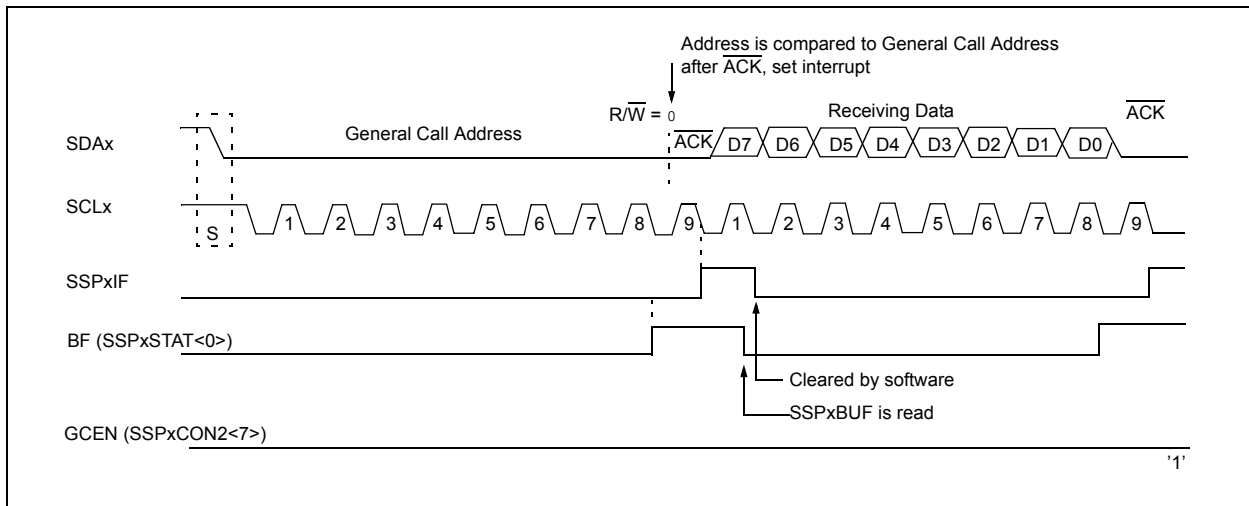 Address is compared to General Call Address
after ACK, set interrupt
R/W = 0
General Call Address
Receiving Data
ACK
SDAx
ACK
D7 D6 D5 D4 D3 D2 D1 D0
SCLx
S
1 2 3 4 5 6 7 8 9 1 2 3 4 5 6 7 8 9
SSPxIF
BF (SSPxSTAT<0>)
Cleared by software
SSPxBUF is read
GCEN (SSPxCON2<7>)
’1’